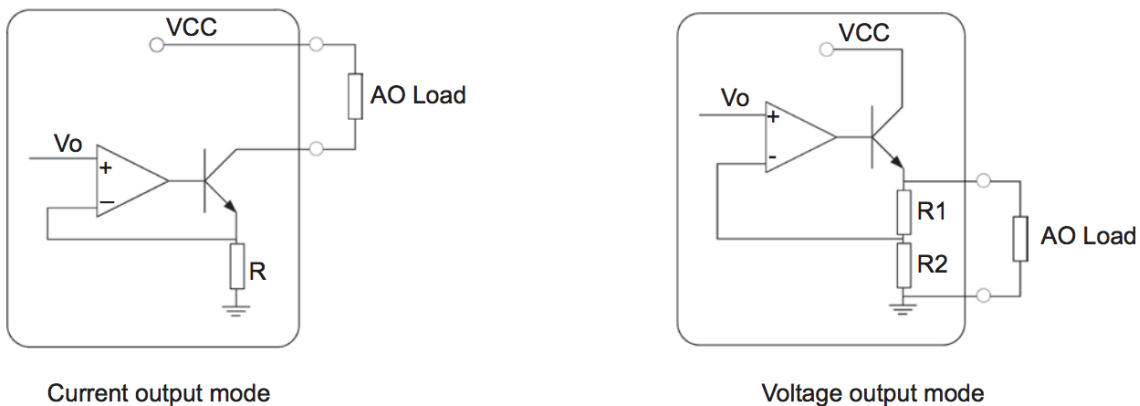 VCC
AO Load
Vo
+
−
R
Current output mode
VCC
Vo
+
-
R1
R2
AO Load
Voltage output mode